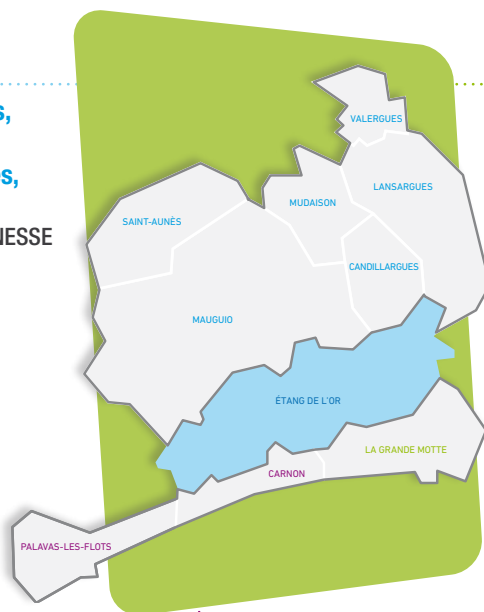 s,
s,
NESSE
VALERGUES
LANSARGUES
MUDAISON
SAINT-AUNÈS
CANDILLARGUES
MAUGUIO
ÉTANG DE L'OR
LA GRANDE MOTTE
CARNON
PALAVAS-LES-FLOTS